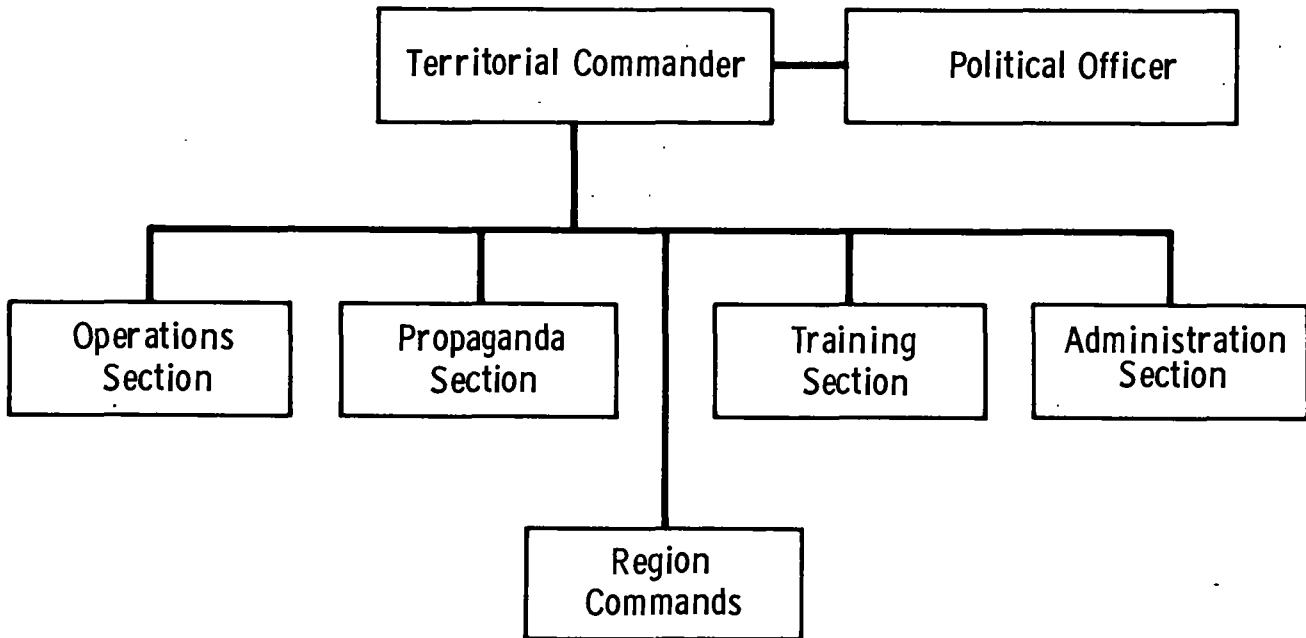 Territorial Commander
Political Officer
Operations
Section
Propaganda
Section
Training
Section
Administration
Section
Region
Commands